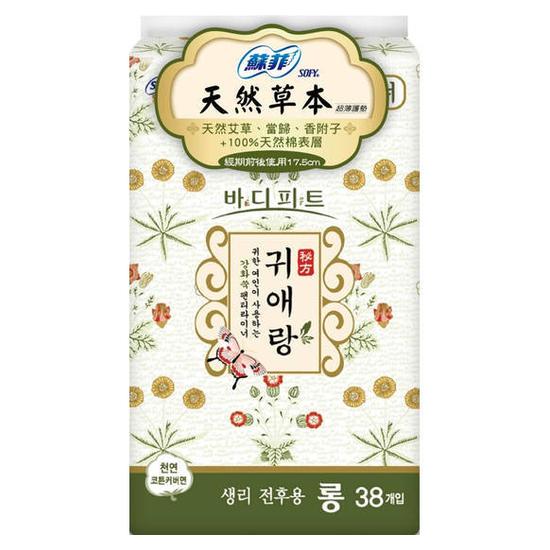 蘇菲
SOFY®
天然草本 超薄護墊
天然艾草、當歸、香附子
+100%天然棉表層
經期前後使用17.5cm
바디피트
秘方
귀애랑
귀한 여인이 사용하는
강화쑥 팬티라이너
천연
코튼커버면
생리 전후용 롱 38개입